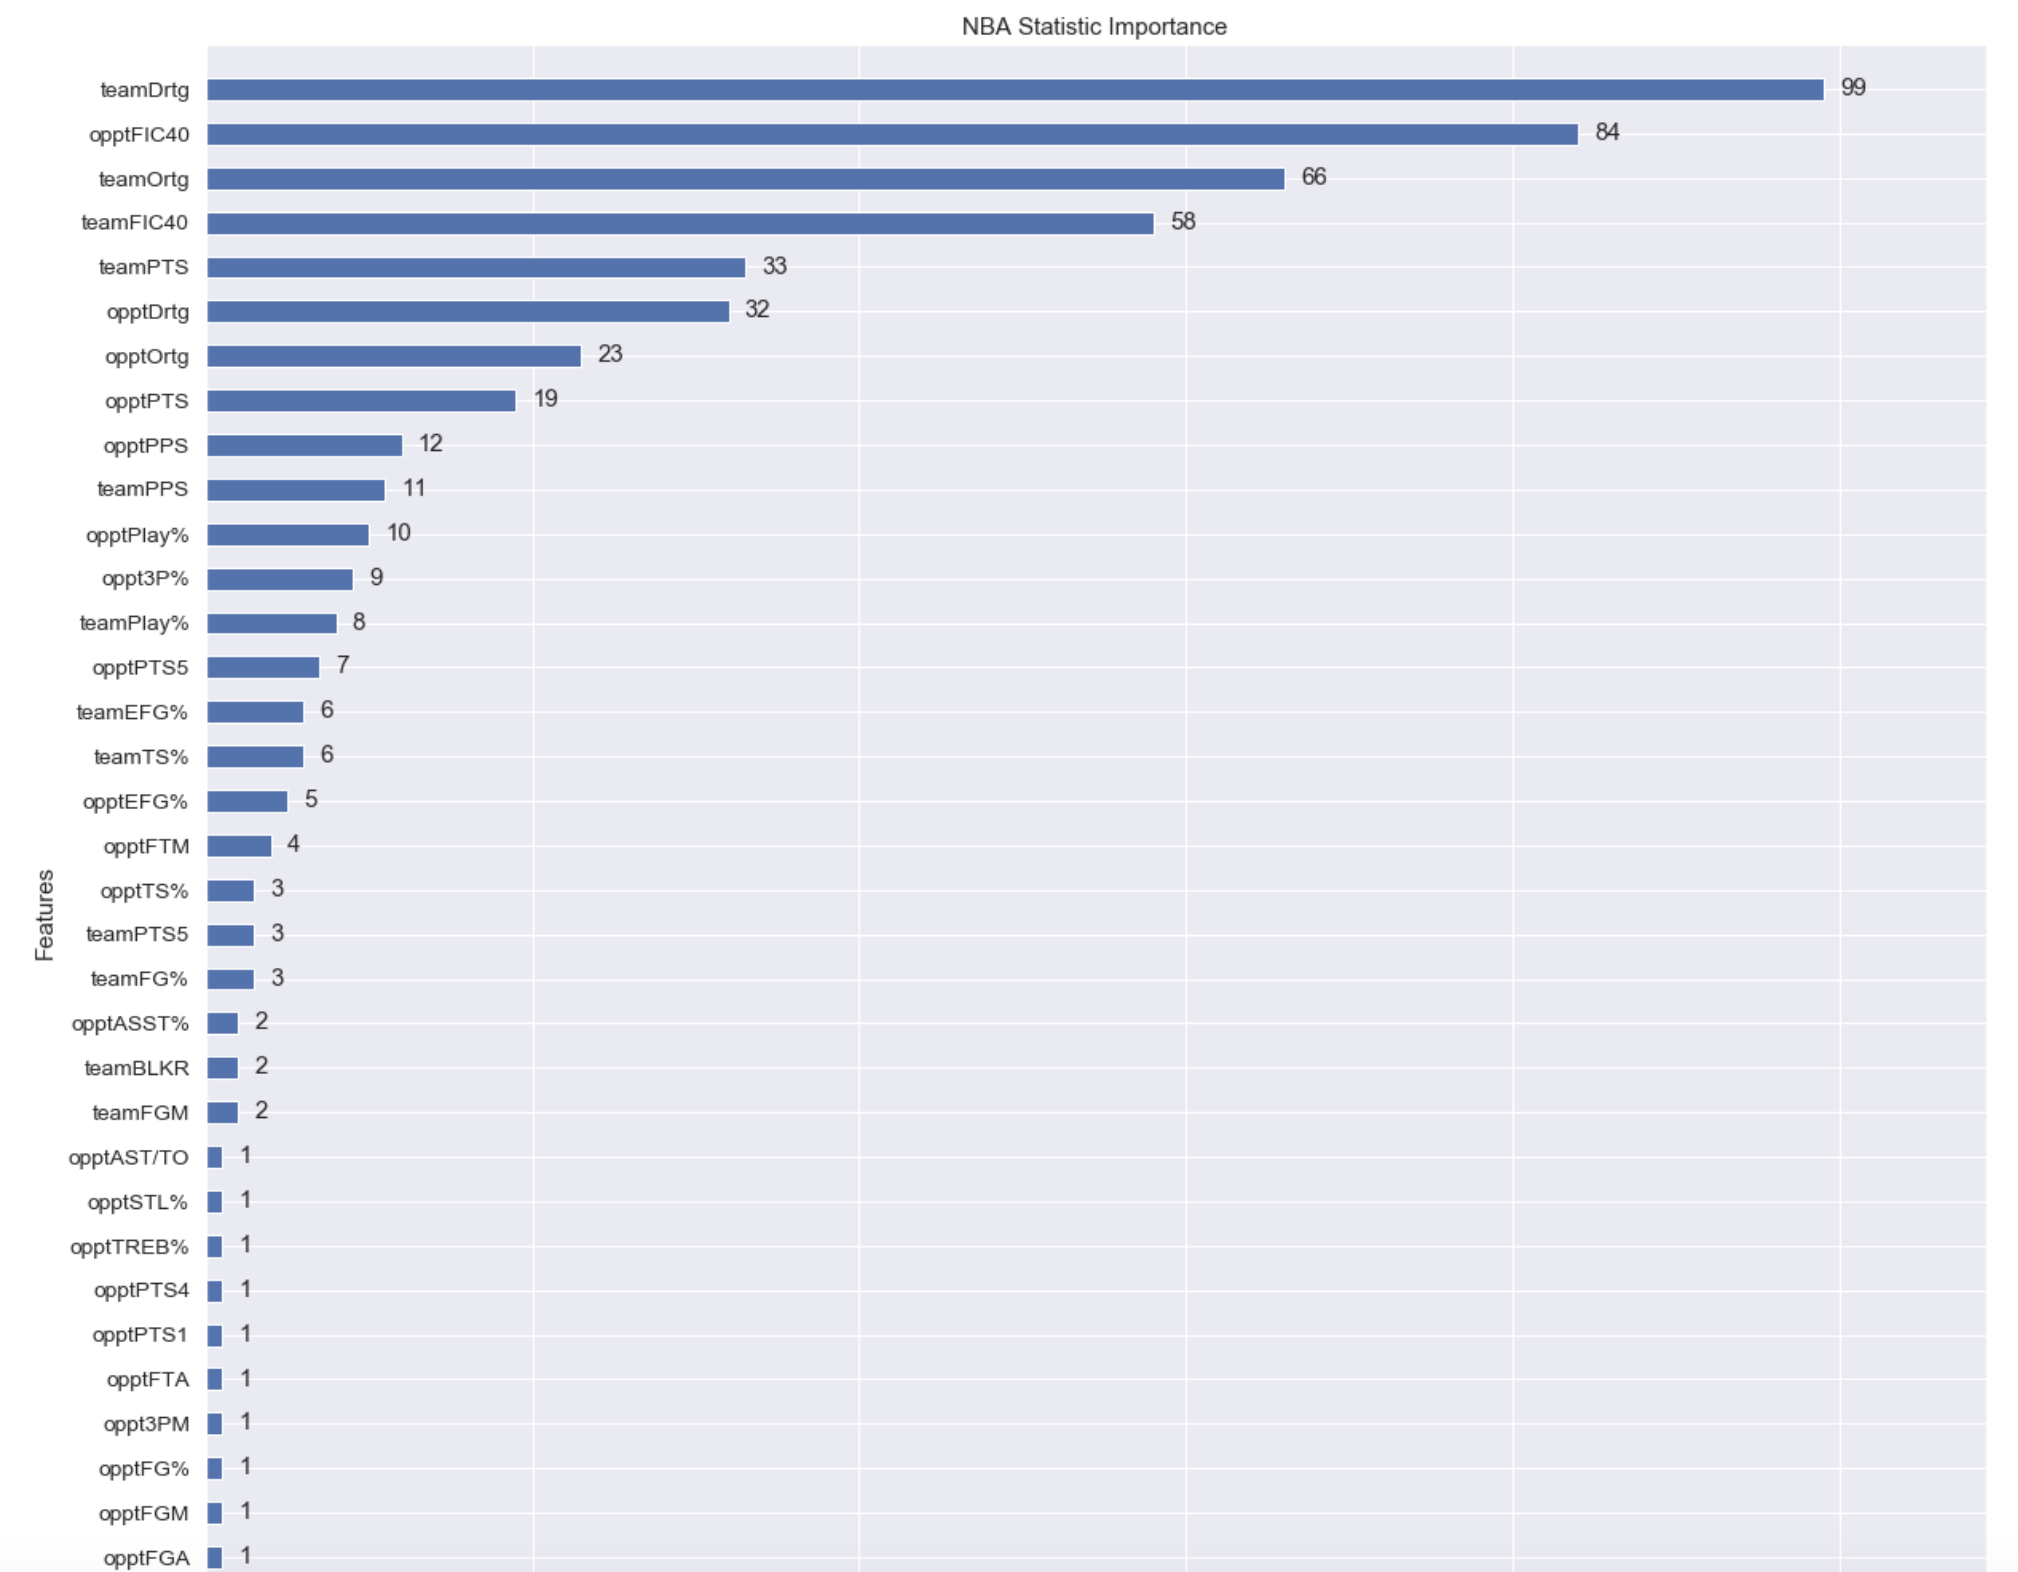 NBA Statistic Importance
teamDrtg 99
opptFIC40 84
teamOrtg 66
teamFIC40 58
teamPTS 33
opptDrtg 32
opptOrtg 23
opptPTS 19
opptPPS 12
teamPPS 11
opptPlay% 10
oppt3P% 9
teamPlay% 8
opptPTS5 7
teamEFG% 6
teamTS% 6
opptEFG% 5
opptFTM 4
opptTS% 3
teamPTS5 3
teamFG% 3
opptASST% 2
teamBLKR 2
teamFGM 2
opptAST/TO 1
opptSTL% 1
opptTREB% 1
opptPTS4 1
opptPTS1 1
opptFTA 1
oppt3PM 1
opptFG% 1
opptFGM 1
opptFGA 1
Features